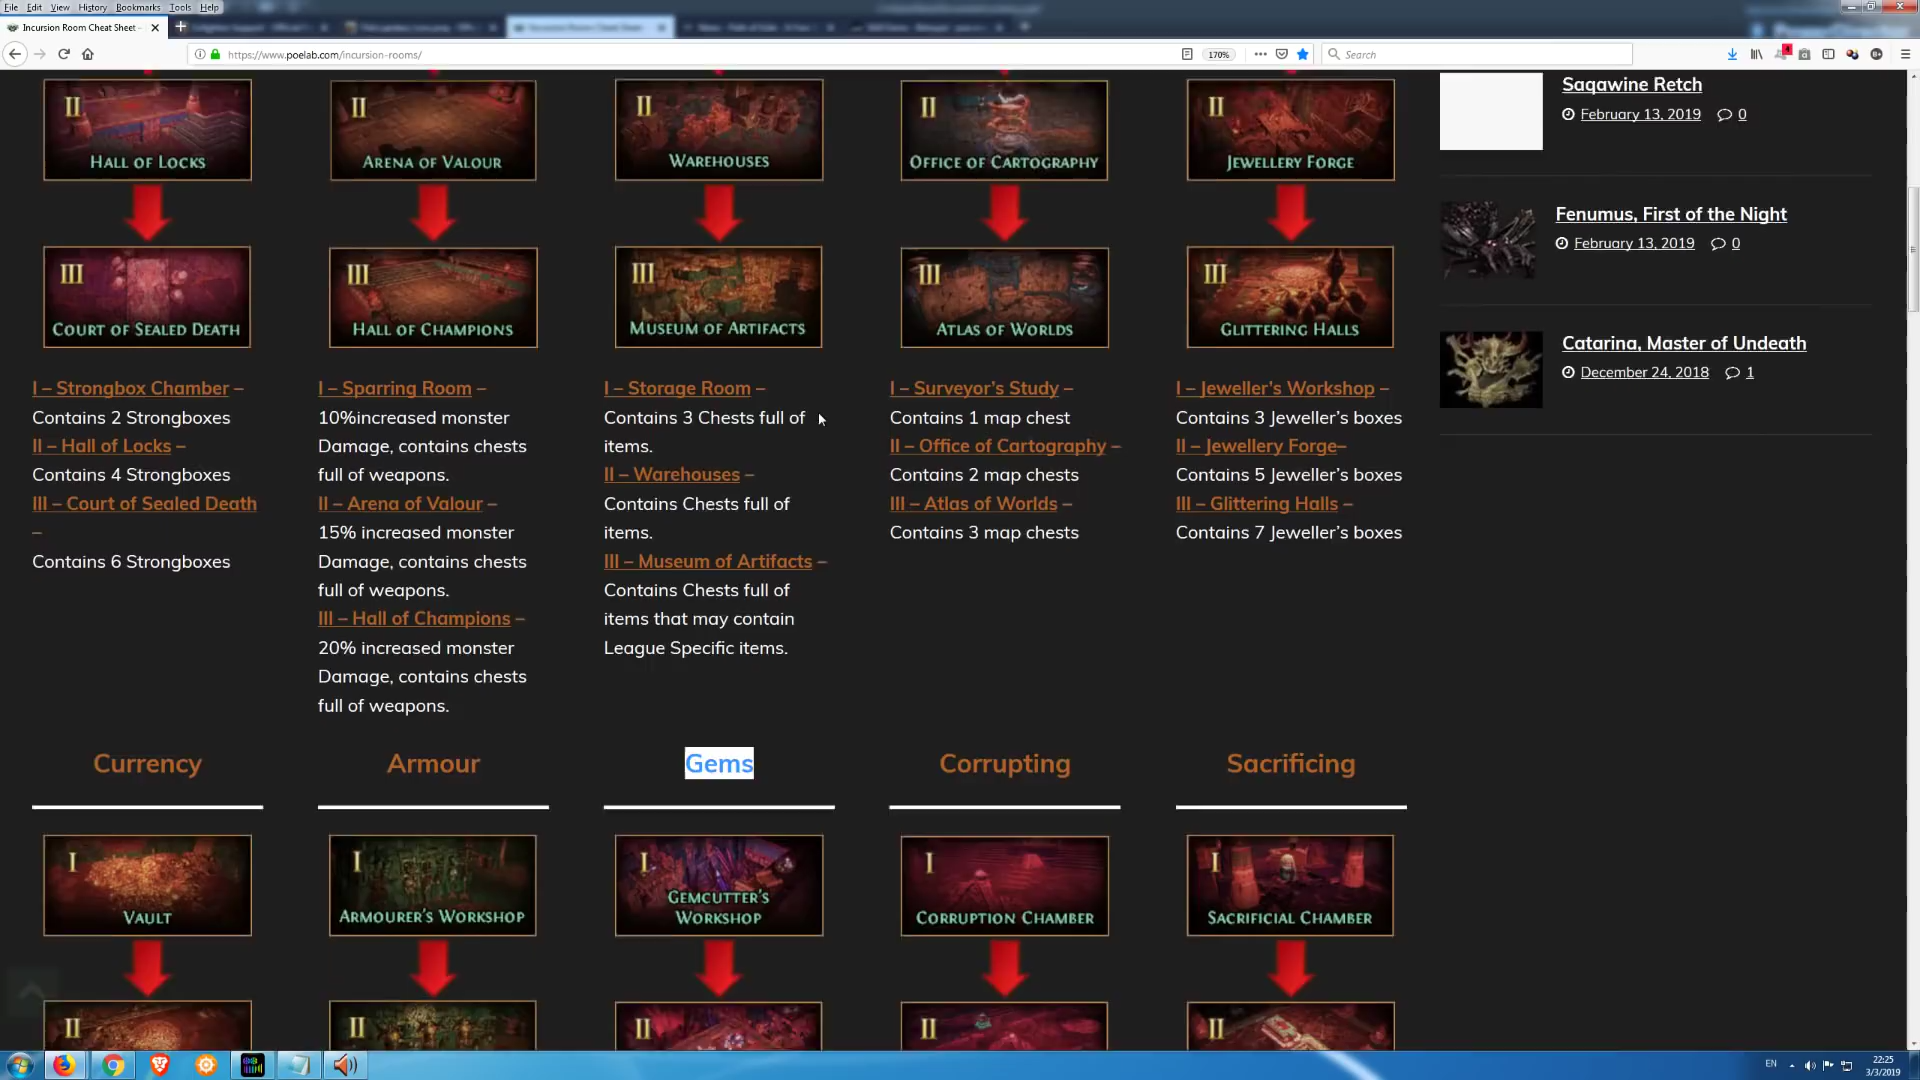 File Edit View History Bookmarks Tools Help
Incursion Room Cheat Sheet -
https://www.poelab.com/incursion-rooms/
170%
Search
II
HALL OF LOCKS
II
ARENA OF VALOUR
II
WAREHOUSES
II
OFFICE OF CARTOGRAPHY
II
JEWELLERY FORGE
III
COURT OF SEALED DEATH
III
HALL OF CHAMPIONS
III
MUSEUM OF ARTIFACTS
III
ATLAS OF WORLDS
III
GLITTERING HALLS
I – Strongbox Chamber –
Contains 2 Strongboxes
II – Hall of Locks –
Contains 4 Strongboxes
III – Court of Sealed Death
–
Contains 6 Strongboxes
I – Sparring Room –
10%increased monster
Damage, contains chests
full of weapons.
II – Arena of Valour –
15% increased monster
Damage, contains chests
full of weapons.
III – Hall of Champions –
20% increased monster
Damage, contains chests
full of weapons.
I – Storage Room –
Contains 3 Chests full of
items.
II – Warehouses –
Contains Chests full of
items.
III – Museum of Artifacts –
Contains Chests full of
items that may contain
League Specific items.
I – Surveyor's Study –
Contains 1 map chest
II – Office of Cartography –
Contains 2 map chests
III – Atlas of Worlds –
Contains 3 map chests
I – Jeweller's Workshop –
Contains 3 Jeweller's boxes
II – Jewellery Forge–
Contains 5 Jeweller's boxes
III – Glittering Halls –
Contains 7 Jeweller's boxes
Saqawine Retch
February 13, 2019 0
Fenumus, First of the Night
February 13, 2019 0
Catarina, Master of Undeath
December 24, 2018 1
Currency
Armour
Gems
Corrupting
Sacrificing
I
VAULT
I
ARMOURER'S WORKSHOP
I
GEMCUTTER'S
WORKSHOP
I
CORRUPTION CHAMBER
I
SACRIFICIAL CHAMBER
II
II
II
II
II
EN
22:25
3/3/2019